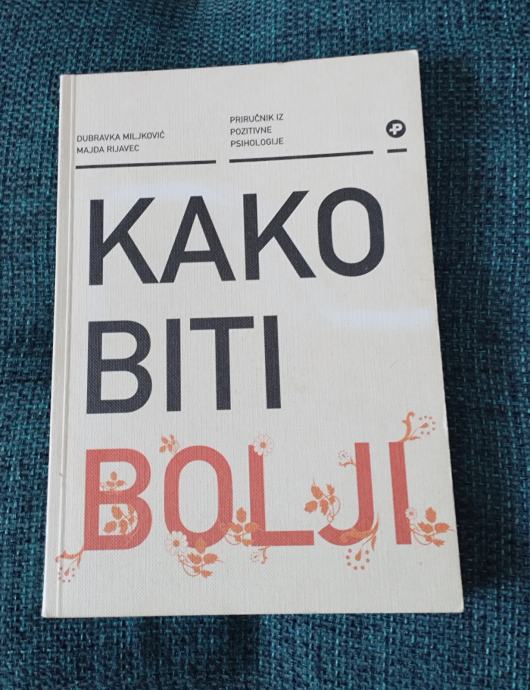 DUBRAVKA MILJKOVIĆ
MAJDA RIJAVEC
PRIRUČNIK IZ
POZITIVNE
PSIHOLOGIJE
+P
KAKO
BITI
BOLJI